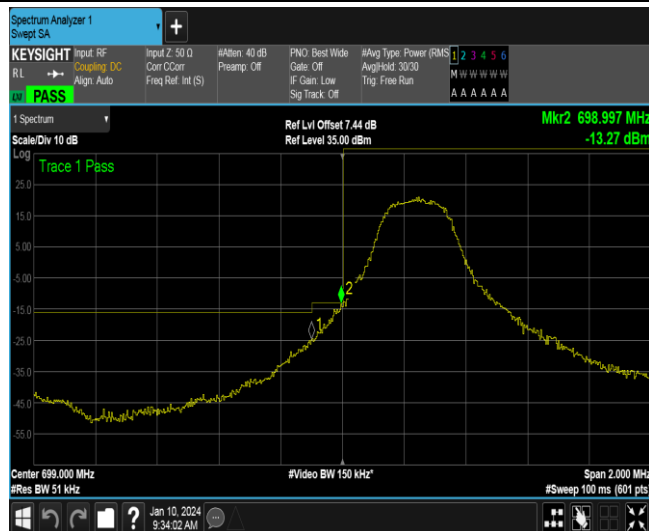 Spectrum Analyzer 1
Swept SA
+
KEYSIGHT
RL
LV PASS
Input: RF
Coupling: DC
Align: Auto
Input Z: 50 Ω
Corr CCorr
Freq Ref: Int (S)
#Atten: 40 dB
Preamp: Off
PNO: Best Wide
Gate: Off
IF Gain: Low
Sig Track: Off
#Avg Type: Power (RMS
Avg|Hold: 30/30
Trig: Free Run
1 2 3 4 5 6
M W W W W W
A A A A A A
1 Spectrum
Scale/Div 10 dB
Log
Ref Lvl Offset 7.44 dB
Ref Level 35.00 dBm
Mkr2 698.997 MHz
-13.27 dBm
Trace 1 Pass
25.0
15.0
5.00
-5.00
-15.0
-25.0
-35.0
-45.0
-55.0
2
1
Center 699.000 MHz
#Res BW 51 kHz
#Video BW 150 kHz*
Span 2.000 MHz
#Sweep 100 ms (601 pts)
?
Jan 10, 2024
9:34:02 AM